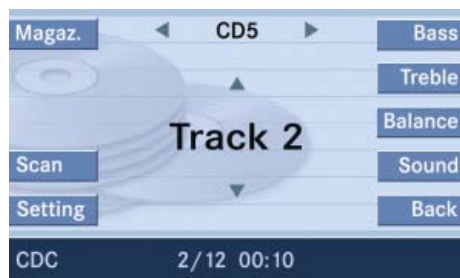 Magaz. CD5 Bass
Treble
Track 2
Balance
Scan Sound
Setting Back
CDC 2/12 00:10